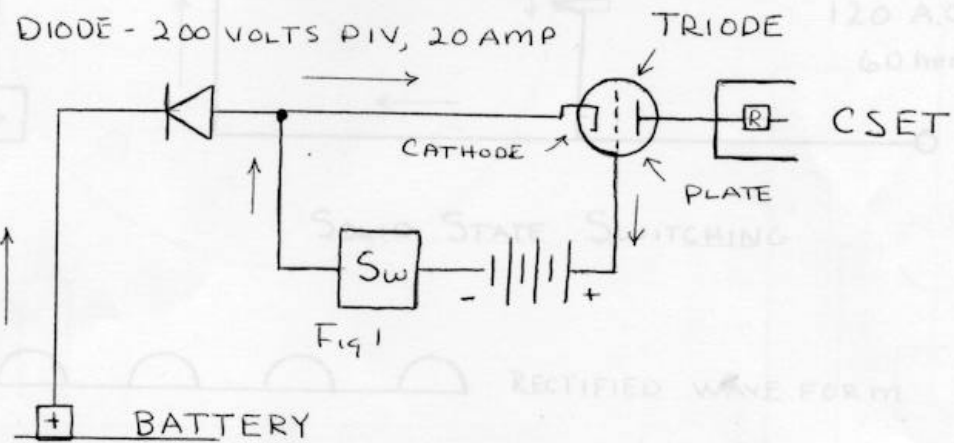 DIODE - 200 VOLTS PIV, 20 AMP
TRIODE
120 A.C
60
CATHODE
R
CSET
PLATE
SOLID STATE SWITCHING
Sw
- +
Fig 1
RECTIFIED WAVE FORM
+ BATTERY